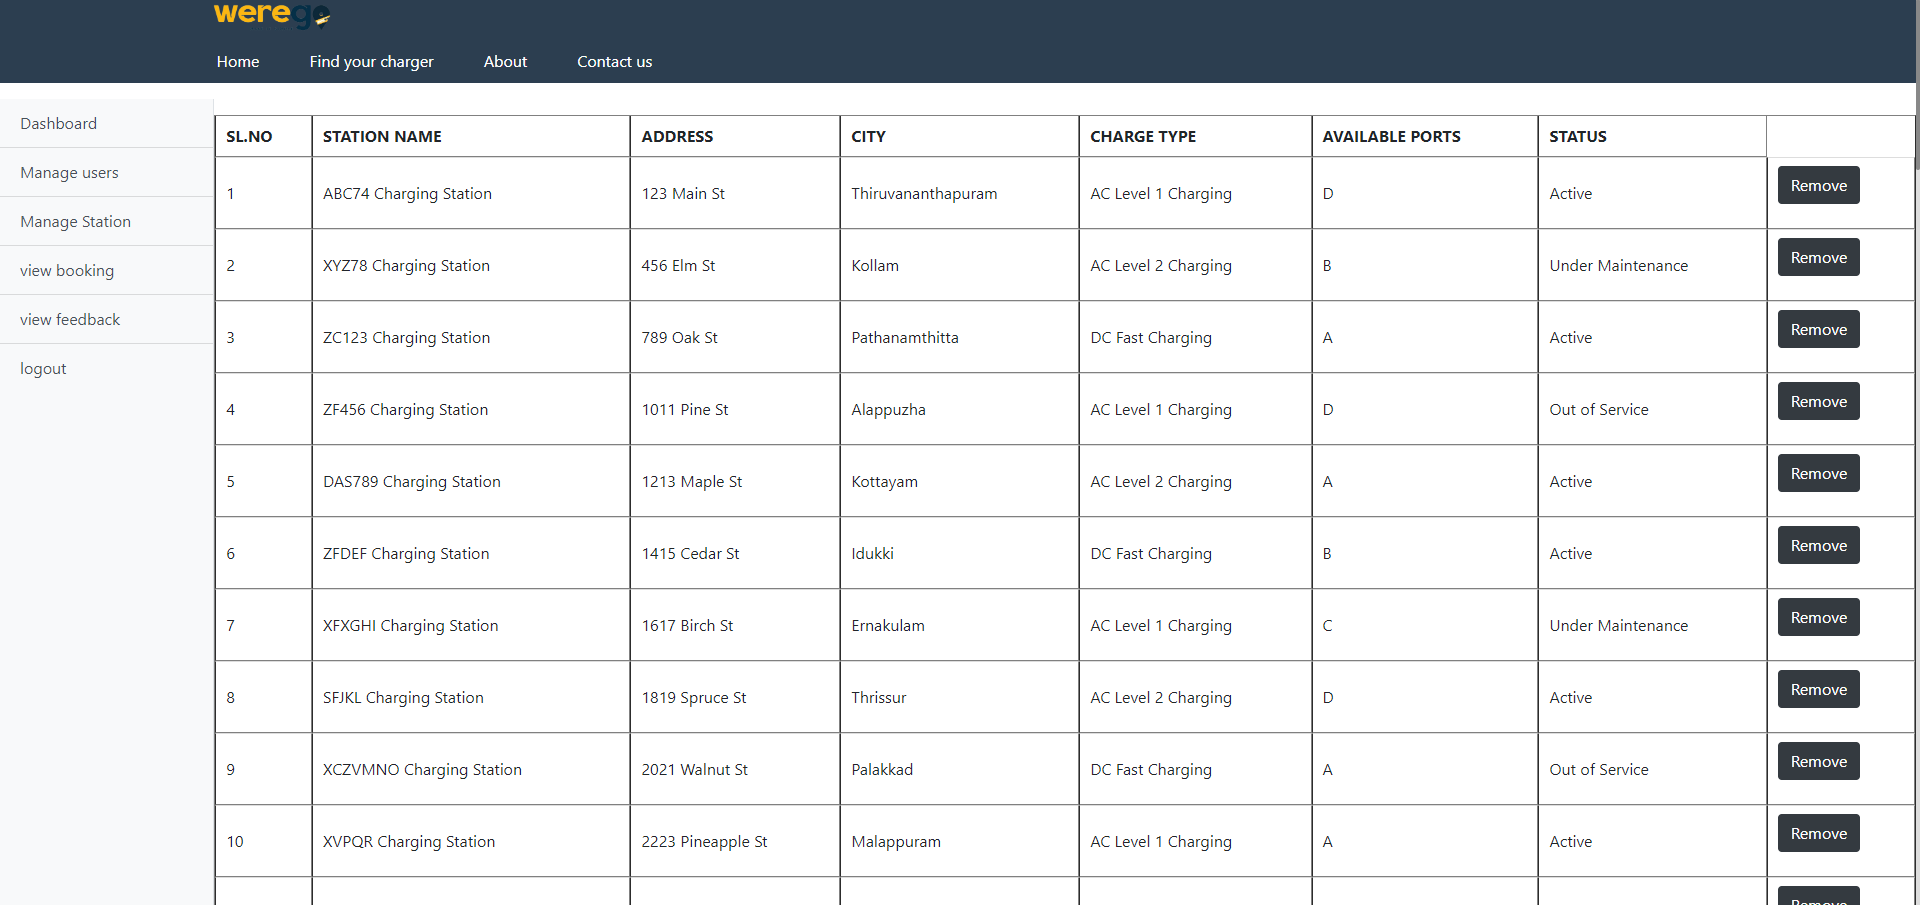 werego
Home Find your charger About Contact us
Dashboard
Manage users
Manage Station
view booking
view feedback
logout
SL.NO STATION NAME ADDRESS CITY CHARGE TYPE AVAILABLE PORTS STATUS
1 ABC74 Charging Station 123 Main St Thiruvananthapuram AC Level 1 Charging D Active Remove
2 XYZ78 Charging Station 456 Elm St Kollam AC Level 2 Charging B Under Maintenance Remove
3 ZC123 Charging Station 789 Oak St Pathanamthitta DC Fast Charging A Active Remove
4 ZF456 Charging Station 1011 Pine St Alappuzha AC Level 1 Charging D Out of Service Remove
5 DAS789 Charging Station 1213 Maple St Kottayam AC Level 2 Charging A Active Remove
6 ZFDEF Charging Station 1415 Cedar St Idukki DC Fast Charging B Active Remove
7 XFXGHI Charging Station 1617 Birch St Ernakulam AC Level 1 Charging C Under Maintenance Remove
8 SFJKL Charging Station 1819 Spruce St Thrissur AC Level 2 Charging D Active Remove
9 XCZVMNO Charging Station 2021 Walnut St Palakkad DC Fast Charging A Out of Service Remove
10 XVPQR Charging Station 2223 Pineapple St Malappuram AC Level 1 Charging A Active Remove
Remove